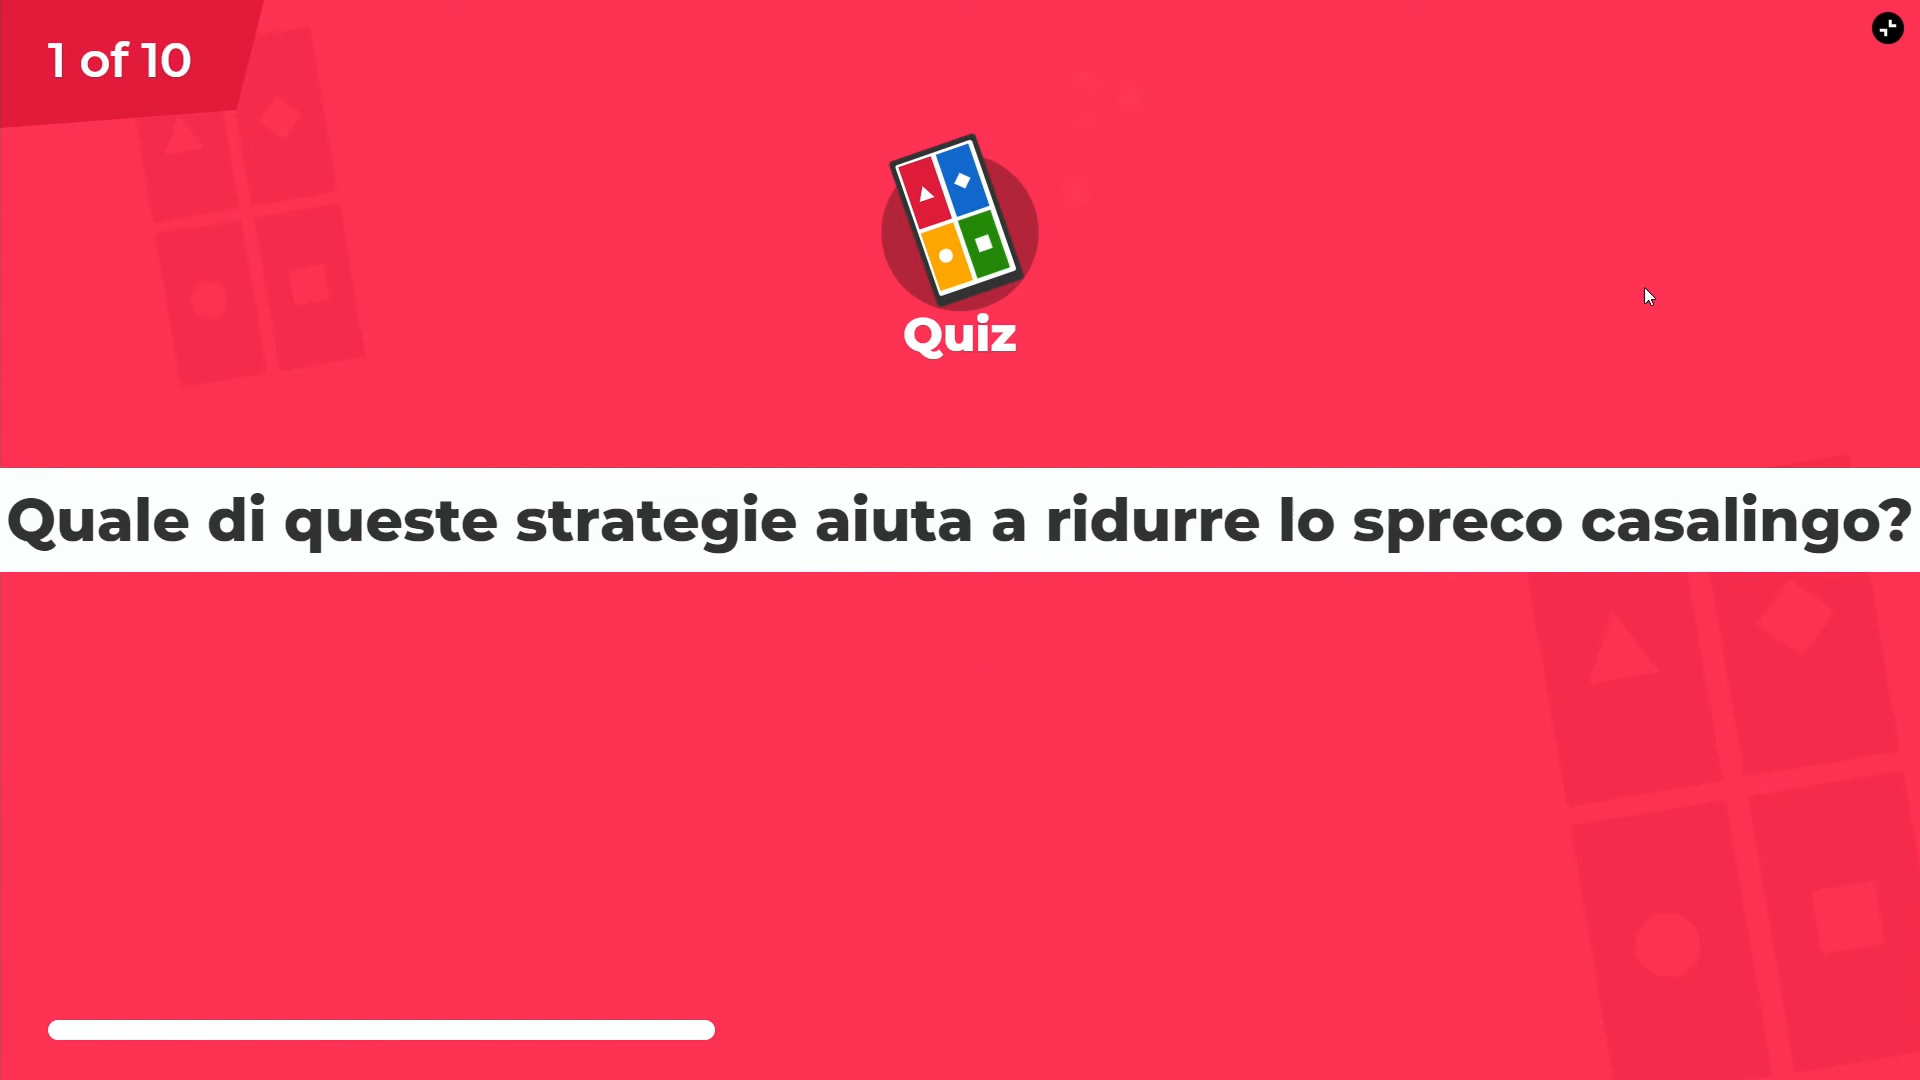 1 of 10
Quiz
Quale di queste strategie aiuta a ridurre lo spreco casalingo?